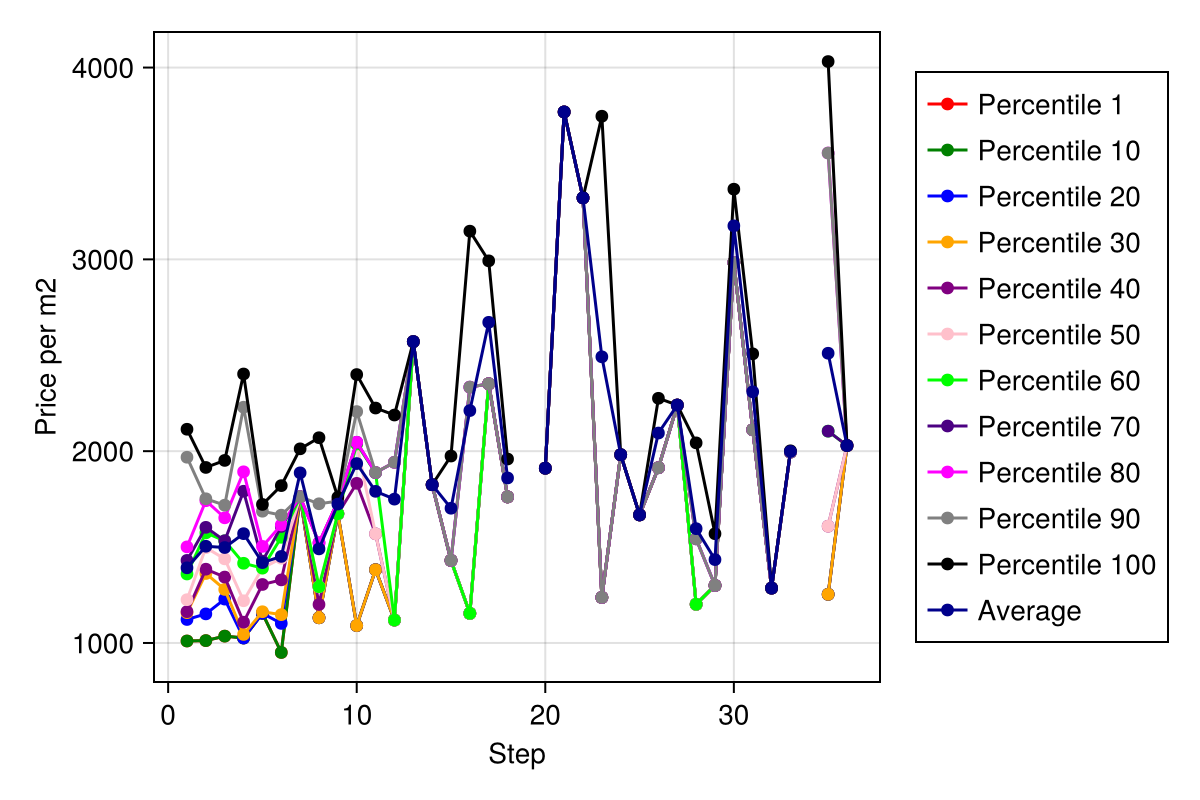 Price per m2
4000
3000
2000
1000
0 10 20 30
Step
Percentile 1
Percentile 10
Percentile 20
Percentile 30
Percentile 40
Percentile 50
Percentile 60
Percentile 70
Percentile 80
Percentile 90
Percentile 100
Average